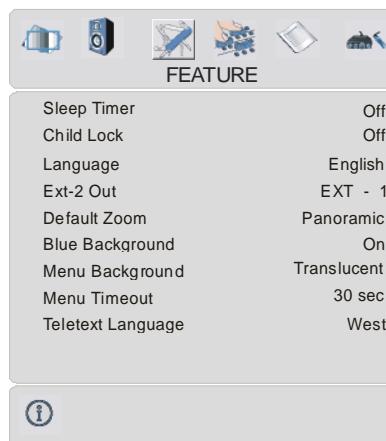 FEATURE
Sleep Timer Off
Child Lock Off
Language English
Ext-2 Out EXT - 1
Default Zoom Panoramic
Blue Background On
Menu Background Translucent
Menu Timeout 30 sec
Teletext Language West